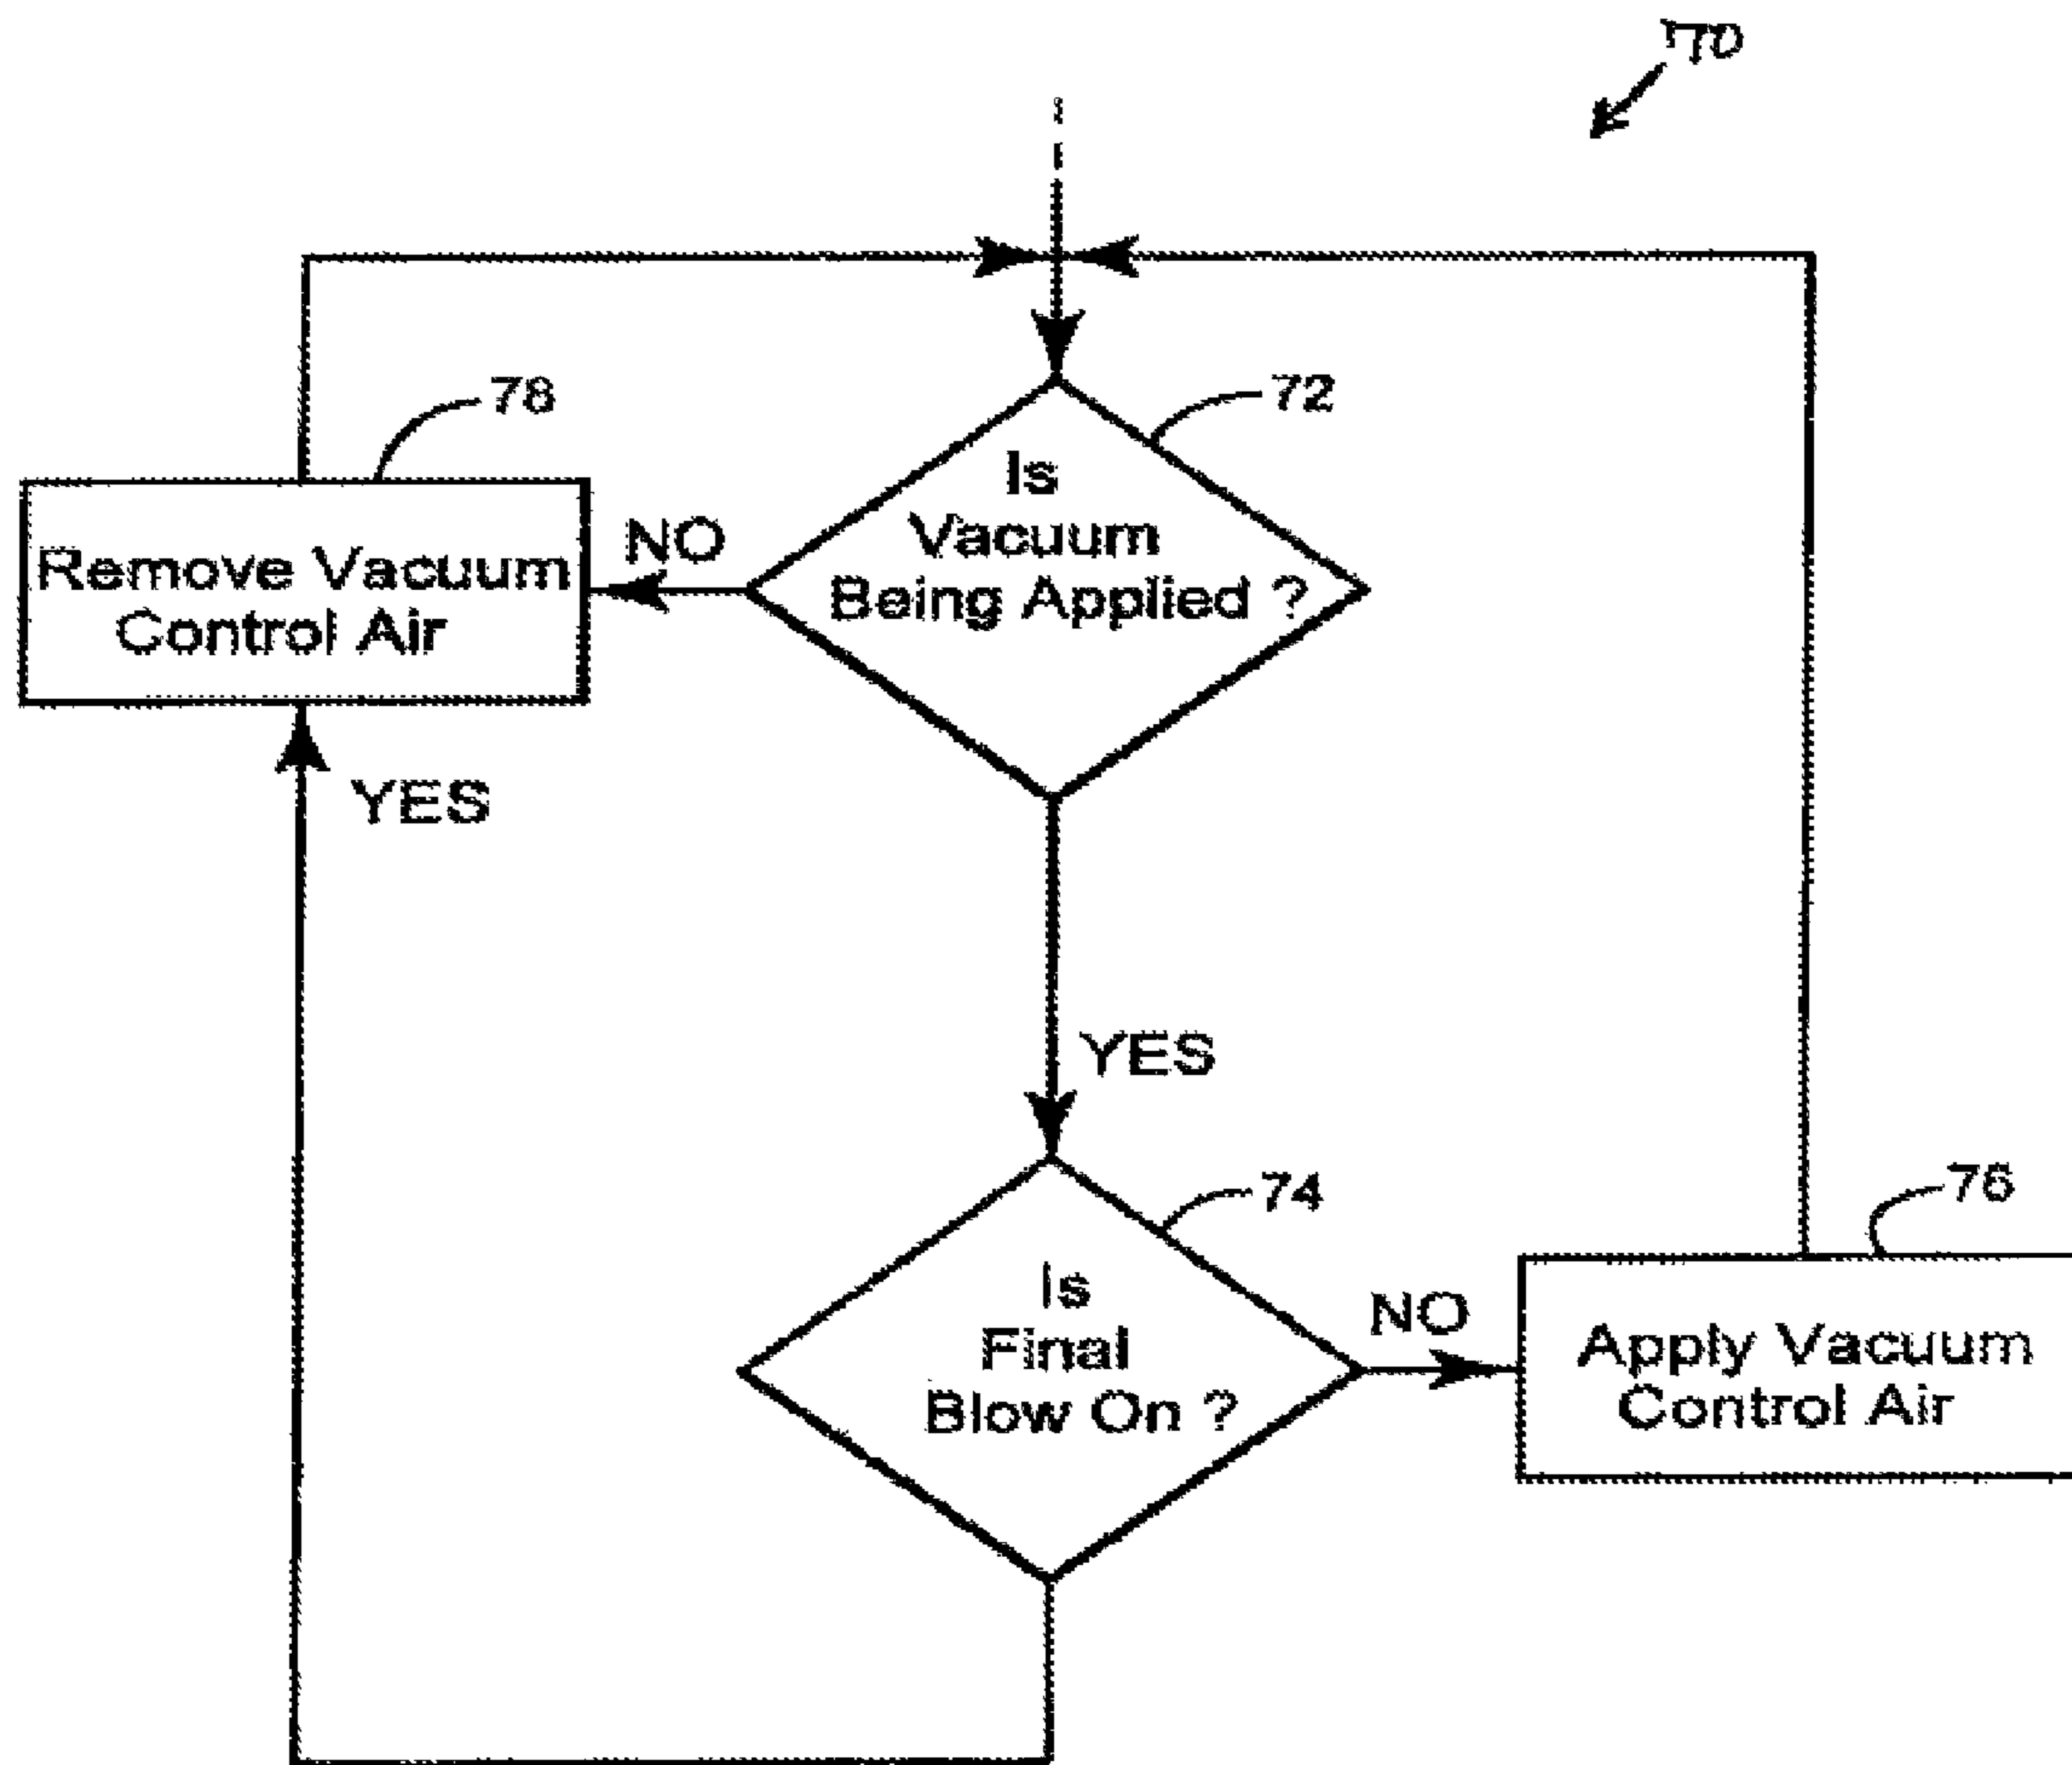 70
78
72
Is
Vacuum
Being Applied ?
NO
Remove Vacuum
Control Air
YES
YES
74
76
Is
Final
Blow On ?
NO
Apply Vacuum
Control Air